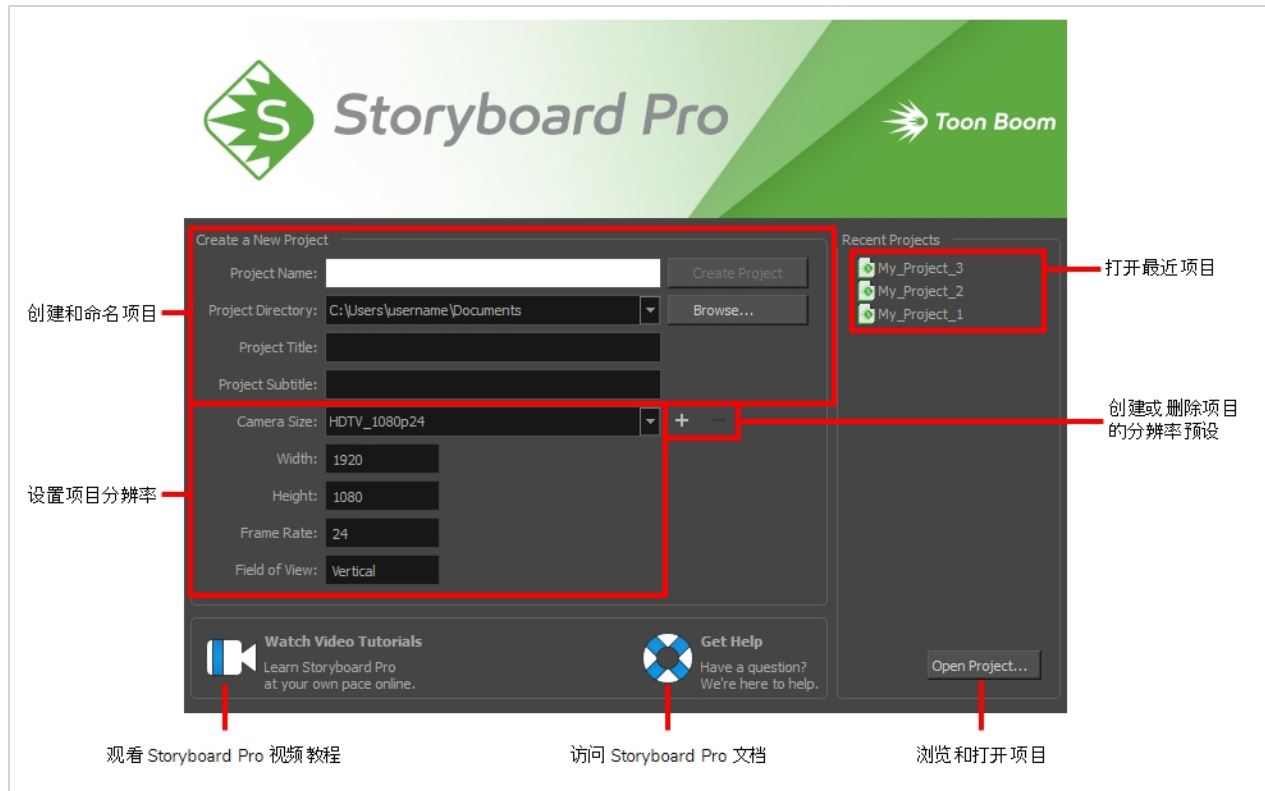 S
Storyboard Pro
Toon Boom
Create a New Project
Project Name:
Create Project
Project Directory: C:\Users\username\Documents
Browse...
Project Title:
Project Subtitle:
Camera Size: HDTV_1080p24
+ −
Width: 1920
Height: 1080
Frame Rate: 24
Field of View: Vertical
Recent Projects
My_Project_3
My_Project_2
My_Project_1
Open Project...
Watch Video Tutorials
Learn Storyboard Pro
at your own pace online.
Get Help
Have a question?
We're here to help.
创建和命名项目
设置项目分辨率
打开最近项目
创建或删除项目
的分辨率预设
观看 Storyboard Pro 视频教程
访问 Storyboard Pro 文档
浏览和打开项目